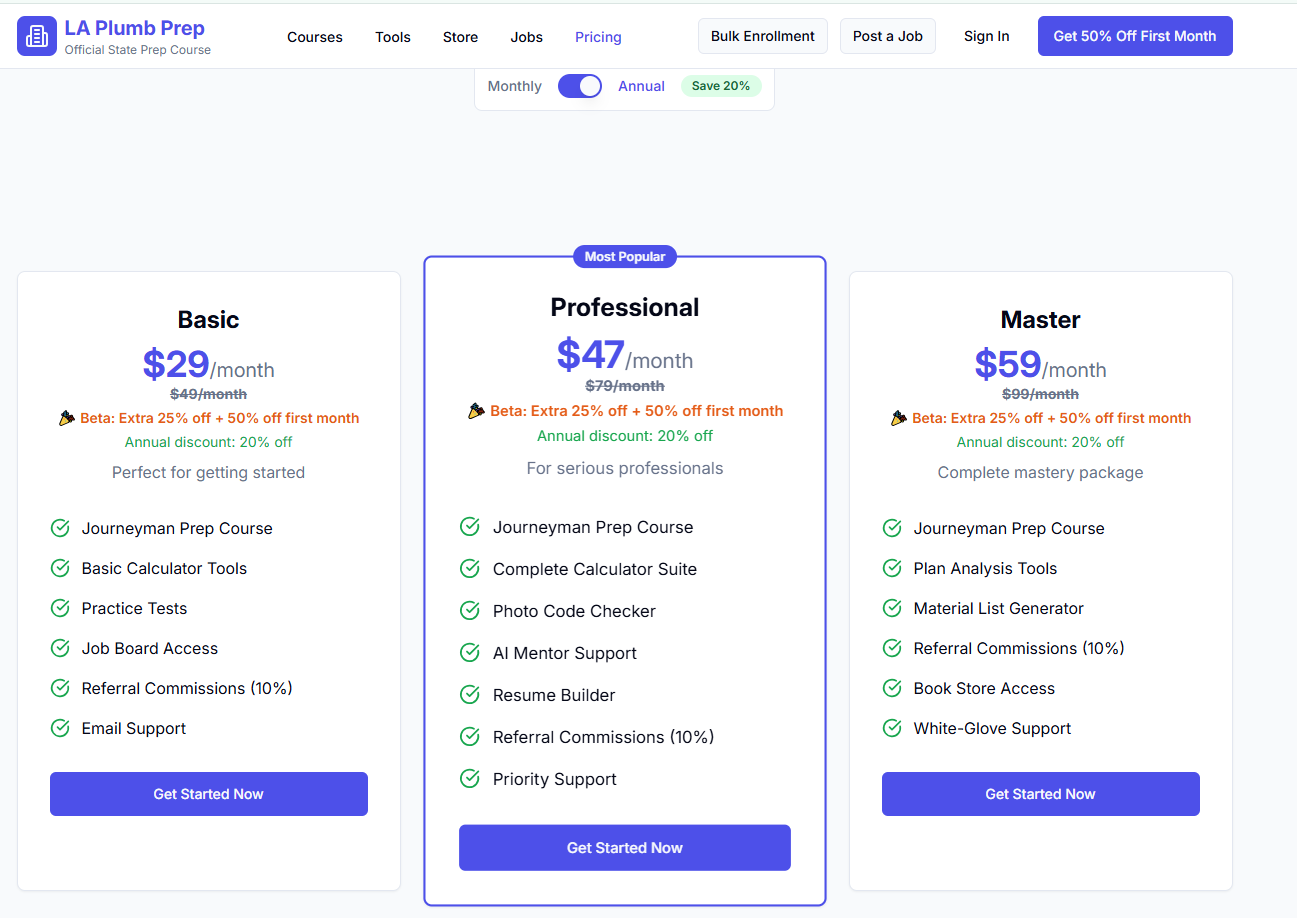 LA Plumb Prep
Official State Prep Course
Courses Tools Store Jobs Pricing Bulk Enrollment Post a Job Sign In Get 50% Off First Month
Monthly Annual Save 20%
Basic
$29/month
$49/month
Beta: Extra 25% off + 50% off first month
Annual discount: 20% off
Perfect for getting started
Journeyman Prep Course
Basic Calculator Tools
Practice Tests
Job Board Access
Referral Commissions (10%)
Email Support
Get Started Now
Most Popular
Professional
$47/month
$79/month
Beta: Extra 25% off + 50% off first month
Annual discount: 20% off
For serious professionals
Journeyman Prep Course
Complete Calculator Suite
Photo Code Checker
AI Mentor Support
Resume Builder
Referral Commissions (10%)
Priority Support
Get Started Now
Master
$59/month
$99/month
Beta: Extra 25% off + 50% off first month
Annual discount: 20% off
Complete mastery package
Journeyman Prep Course
Plan Analysis Tools
Material List Generator
Referral Commissions (10%)
Book Store Access
White-Glove Support
Get Started Now